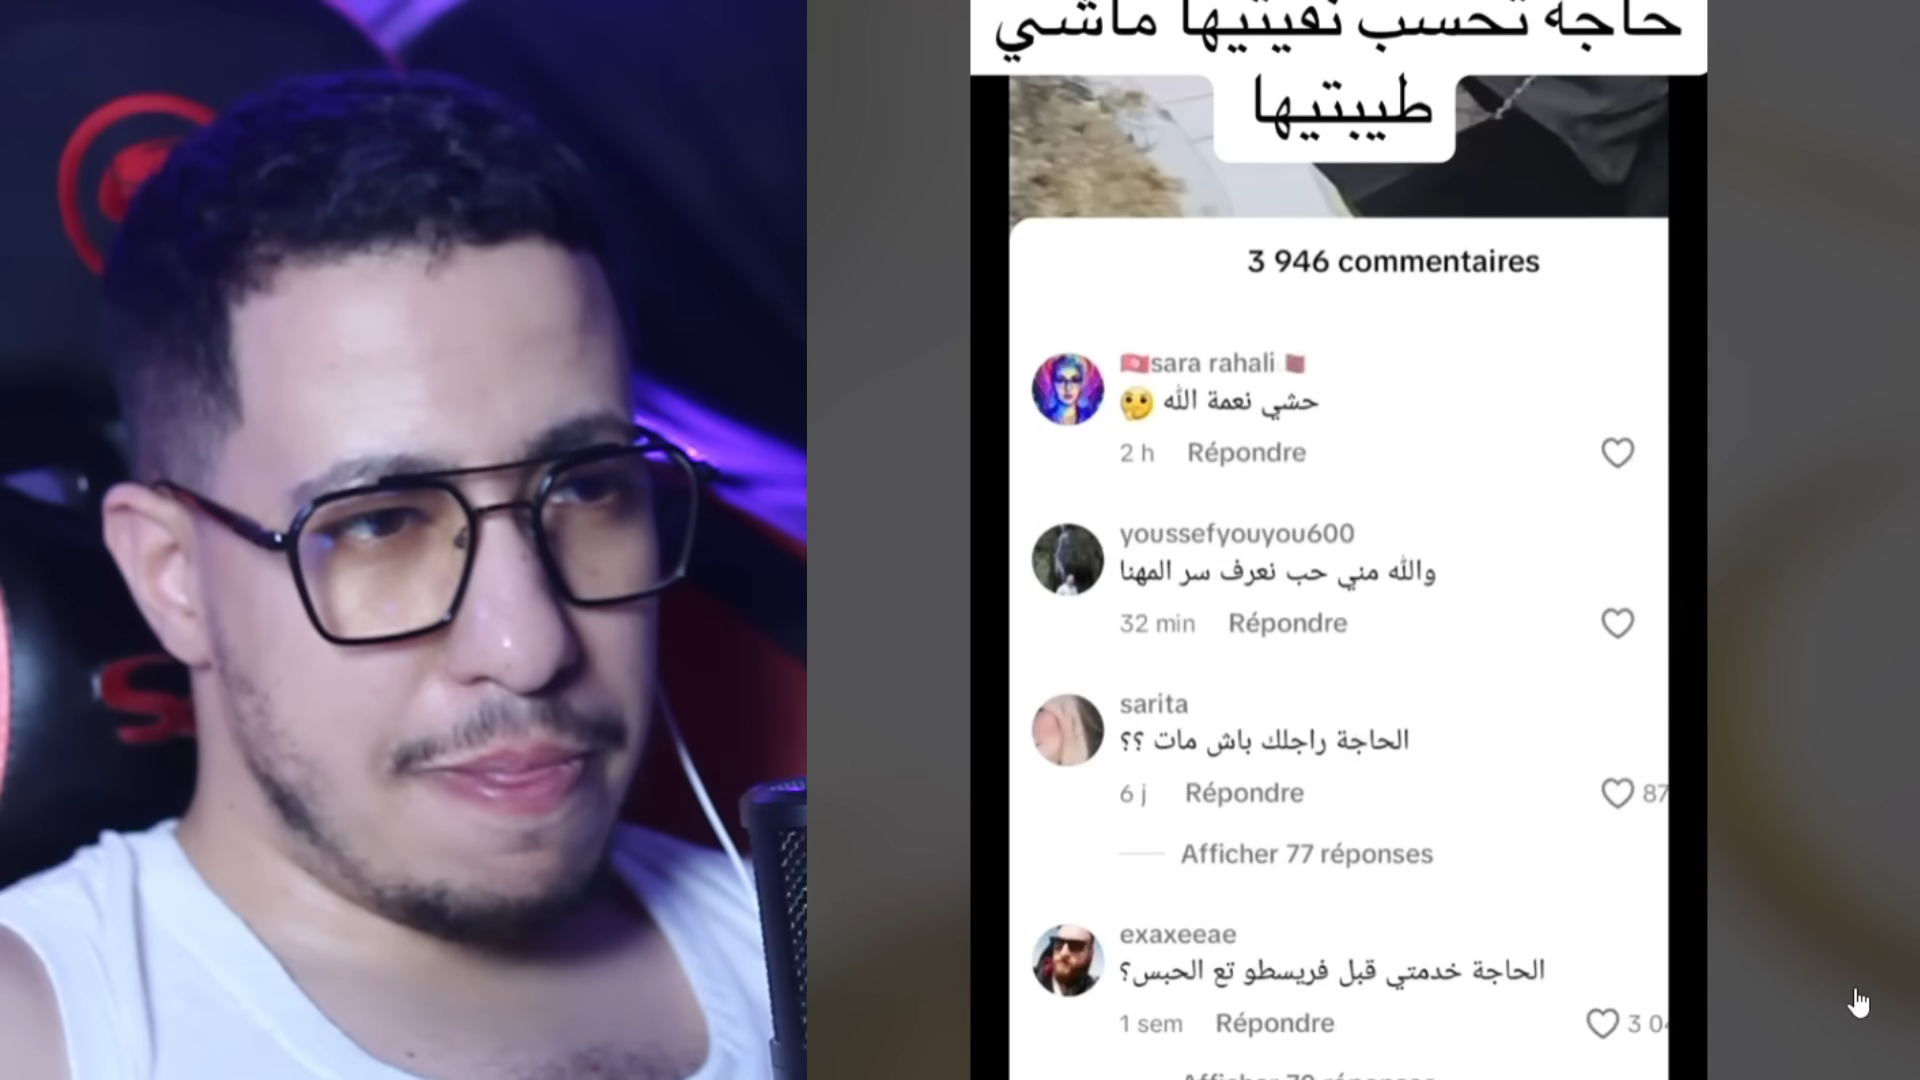 حاجة تحسب نفيتيها ماشي
طيبتيها
3 946 commentaires
sara rahali
حشي نعمة الله
2 h Répondre
youssefyouyou600
والله مني حب نعرف سر المهنا
32 min Répondre
sarita
الحاجة راجلك باش مات ؟؟
6 j Répondre 87
Afficher 77 réponses
exaxeeae
الحاجة خدمتي قبل فريسطو تع الحبس؟
1 sem Répondre 3 0